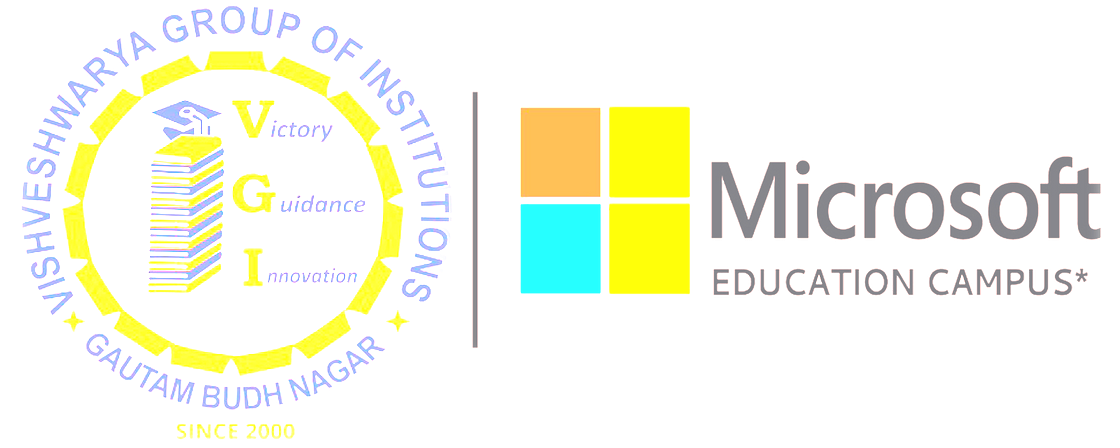 VISHVESHWARYA GROUP OF INSTITUTIONS
Victory
Guidance
Innovation
GAUTAM BUDH NAGAR
SINCE 2000
Microsoft
EDUCATION CAMPUS*